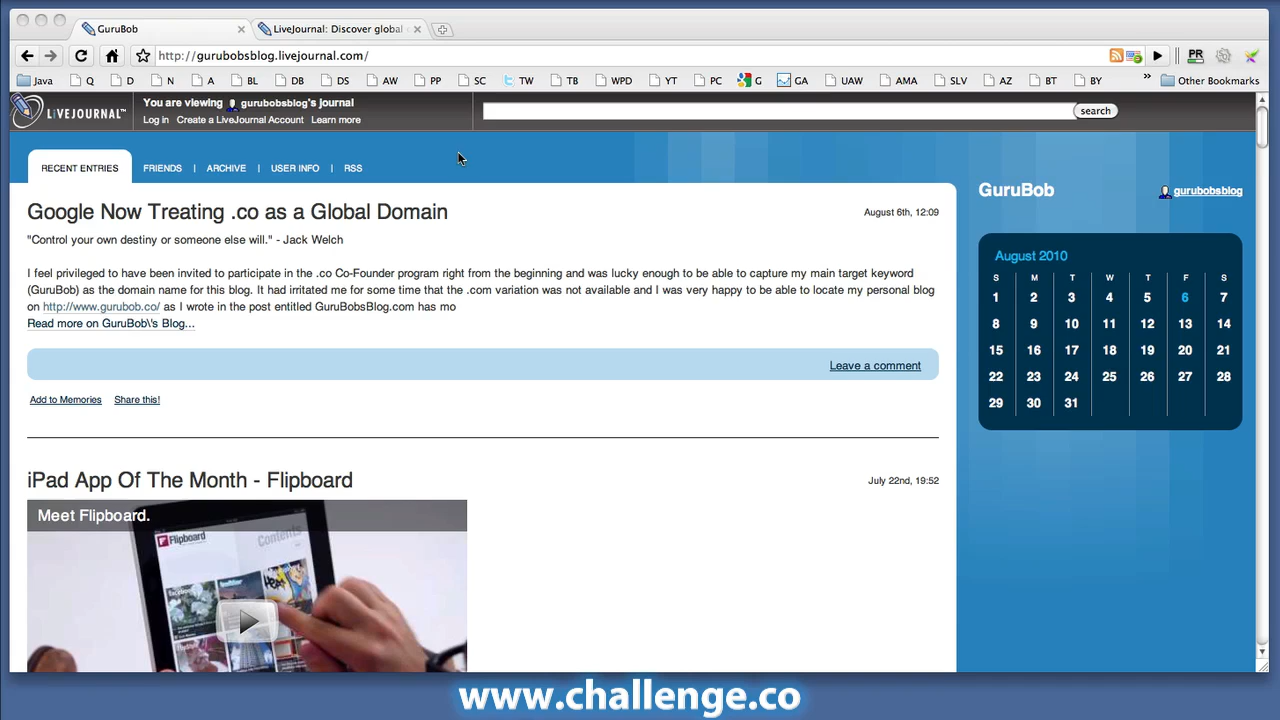 GuruBob
LiveJournal: Discover global
http://gurubobsblog.livejournal.com/
PR
Java Q D N A BL DB DS AW PP SC TW TB WPD YT PC G GA UAW AMA SLV AZ BT BY » Other Bookmarks
LIVEJOURNAL™
You are viewing gurubobsblog's journal
Log in Create a LiveJournal Account Learn more
search
RECENT ENTRIES FRIENDS | ARCHIVE | USER INFO | RSS
Google Now Treating .co as a Global Domain
August 6th, 12:09
"Control your own destiny or someone else will." - Jack Welch
I feel privileged to have been invited to participate in the .co Co-Founder program right from the beginning and was lucky enough to be able to capture my main target keyword
(GuruBob) as the domain name for this blog. It had irritated me for some time that the .com variation was not available and I was very happy to be able to locate my personal blog
on http://www.gurubob.co/ as I wrote in the post entitled GuruBobsBlog.com has mo
Read more on GuruBob\'s Blog...
Leave a comment
Add to Memories Share this!
iPad App Of The Month - Flipboard
July 22nd, 19:52
Meet Flipboard.
Flipboard
Contents
GuruBob
gurubobsblog
August 2010
S M T W T F S
1 2 3 4 5 6 7
8 9 10 11 12 13 14
15 16 17 18 19 20 21
22 23 24 25 26 27 28
29 30 31
www.challenge.co